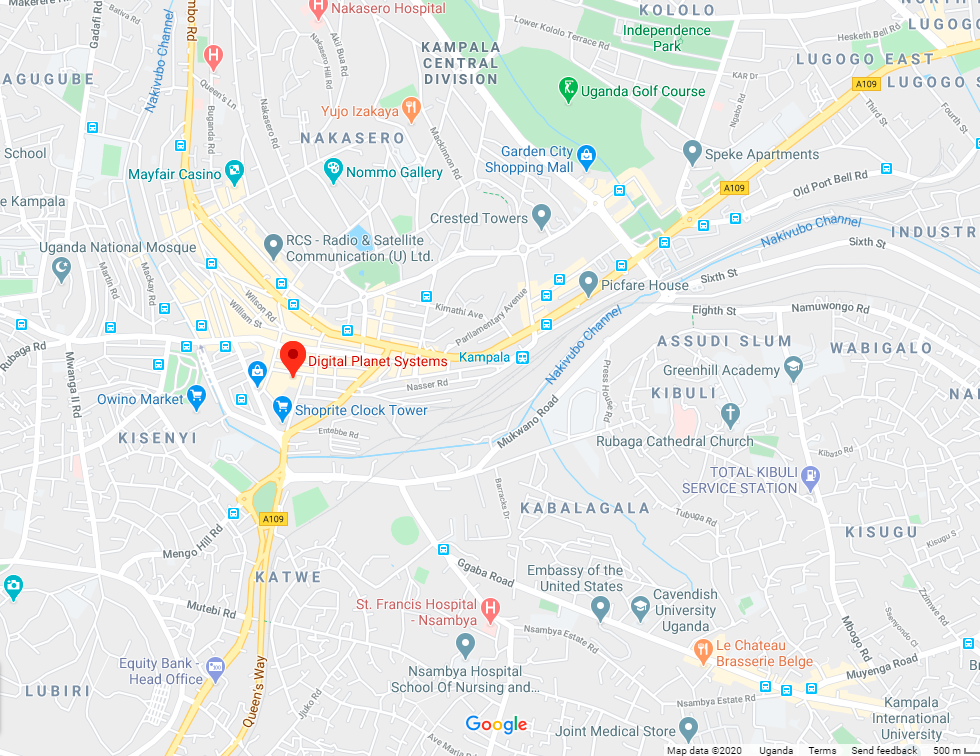 Makerere Rd
Bativa Rd
Nakasero Hospital
KOLOLO
Hesketh Bell Rd
LUGOGO
Gadafi Rd
Lower Kololo Terrace Rd
Independence
Park
Akii Bua Rd
Nakasero Hill Rd
KAMPALA
CENTRAL
DIVISION
LUGOGO EAST
LUGOGO
KAR Dr
A109
Nakivubo Channel
Queen's Ln
Uganda Golf Course
Third St
Fourth St
Ngabo Rd
Yujo Izakaya
Buganda Rd
Nakasero Rd
NAKASERO
Mackinnon Rd
School
Garden City
Shopping Mall
Speke Apartments
Mayfair Casino
Nommo Gallery
A109
Old Port Bell Rd
e Kampala
Crested Towers
Nakivubo Channel
INDUSTR
Uganda National Mosque
RCS - Radio & Satellite
Communication (U) Ltd.
Sixth St
Sixth St
Martin Rd
Mackay Rd
Picfare House
Wilson Rd
William St
Kimathi Ave
Parliamentary Avenue
Eighth St
Namuwongo Rd
Rubaga Rd
Nakivubo Channel
ASSUDI SLUM
WABIGALO
Digital Planet Systems
Kampala
Mwanga II Rd
Greenhill Academy
Nasser Rd
Press House Rd
KIBULI
NA
Owino Market
Shoprite Clock Tower
Mukwano Road
KISENYI
Entebbe Rd
Rubaga Cathedral Church
Kibazo Rd
TOTAL KIBULI
SERVICE STATION
Barracks Dr
KABALAGALA
A109
Tubuga Rd
KISUGU
Mengo Hill Rd
Kisugu S
Ggaba Road
KATWE
Embassy of the
United States
St. Francis Hospital
- Nsambya
Mutebi Rd
Cavendish
University
Uganda
Zzimwe Rd
Ssenyondo Cl
Nsambya Estate Rd
Mbogo Rd
Le Chateau
Brasserie Belge
Equity Bank -
Head Office
Nsambya Hospital
School Of Nursing and...
Muyenga Road
LUBIRI
Queen's Way
Jjuko Rd
Nsambya Estate Rd
Kampala
International
University
Google
Ave Maria Rd
Joint Medical Store
Map data ©2020 Uganda Terms Send feedback 500 m